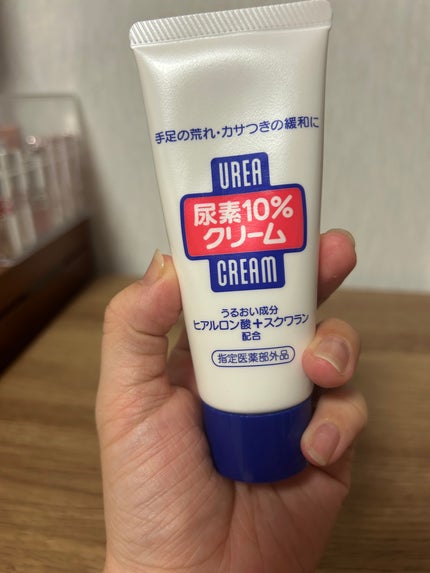 手足の荒れ・カサつきの緩和に
UREA
尿素10%
クリーム
CREAM
うるおい成分
ヒアルロン酸+スクワラン
配合
指定医薬部外品